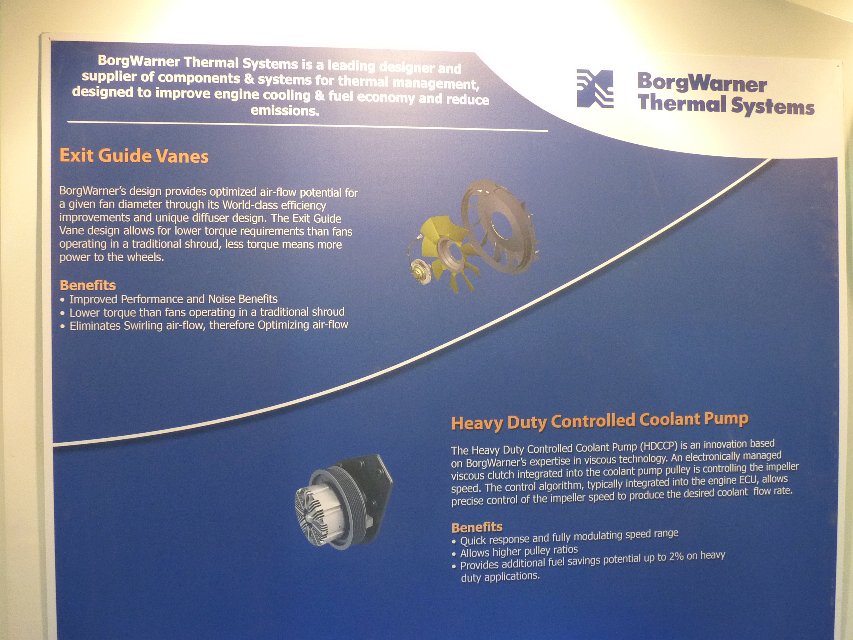 BorgWarner Thermal Systems is a leading designer and
supplier of components & systems for thermal management,
designed to improve engine cooling & fuel economy and reduce
emissions.
BorgWarner
Thermal Systems
Exit Guide Vanes
BorgWarner's design provides optimized air-flow potential for
a given fan diameter through its World-class efficiency
improvements and unique diffuser design. The Exit Guide
Vane design allows for lower torque requirements than fans
operating in a traditional shroud, less torque means more
power to the wheels.
Benefits
• Improved Performance and Noise Benefits
• Lower torque than fans operating in a traditional shroud
• Eliminates Swirling air-flow, therefore Optimizing air-flow
Heavy Duty Controlled Coolant Pump
The Heavy Duty Controlled Coolant Pump (HDCCP) is an innovation based
on BorgWarner's expertise in viscous technology. An electronically managed
viscous clutch integrated into the coolant pump pulley is controlling the impeller
speed. The control algorithm, typically integrated into the engine ECU, allows
precise control of the impeller speed to produce the desired coolant flow rate.
Benefits
• Quick response and fully modulating speed range
• Allows higher pulley ratios
• Provides additional fuel savings potential up to 2% on heavy
duty applications.